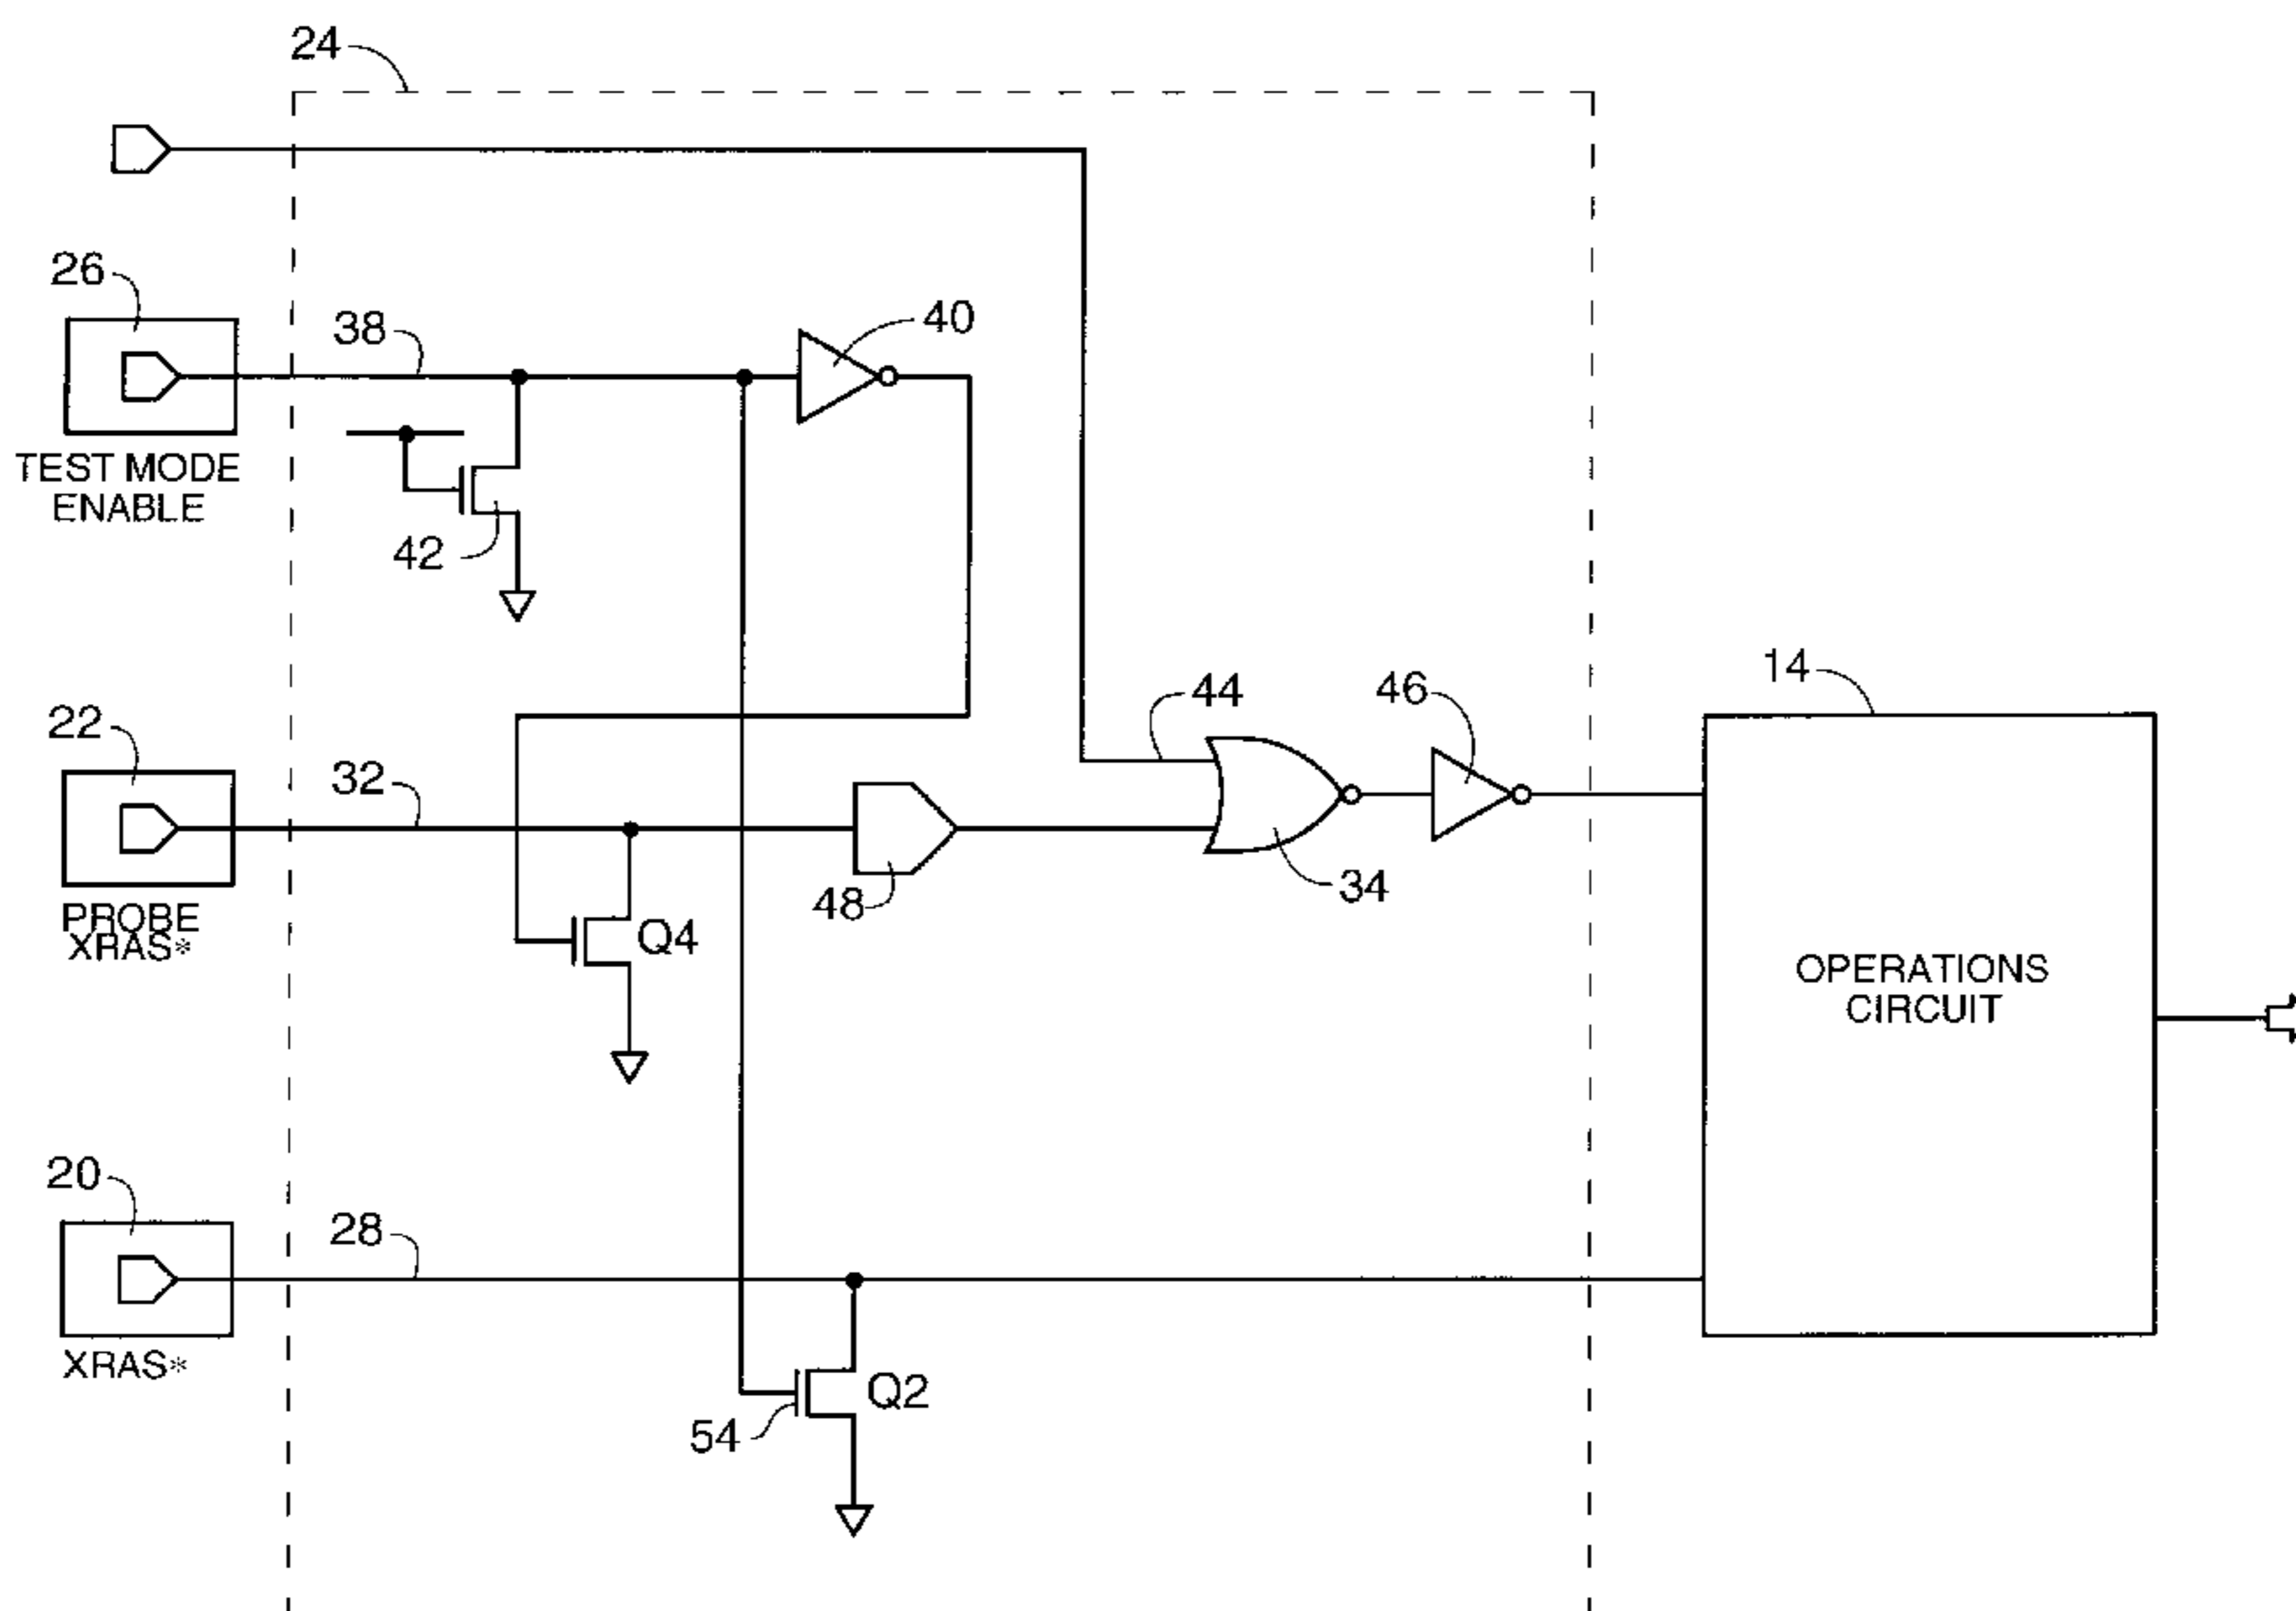 24
26
38
40
TEST MODE
ENABLE
42
14
44
46
22
32
48
34
PROBE
XRAS*
Q4
OPERATIONS
CIRCUIT
20
28
XRAS*
Q2
54